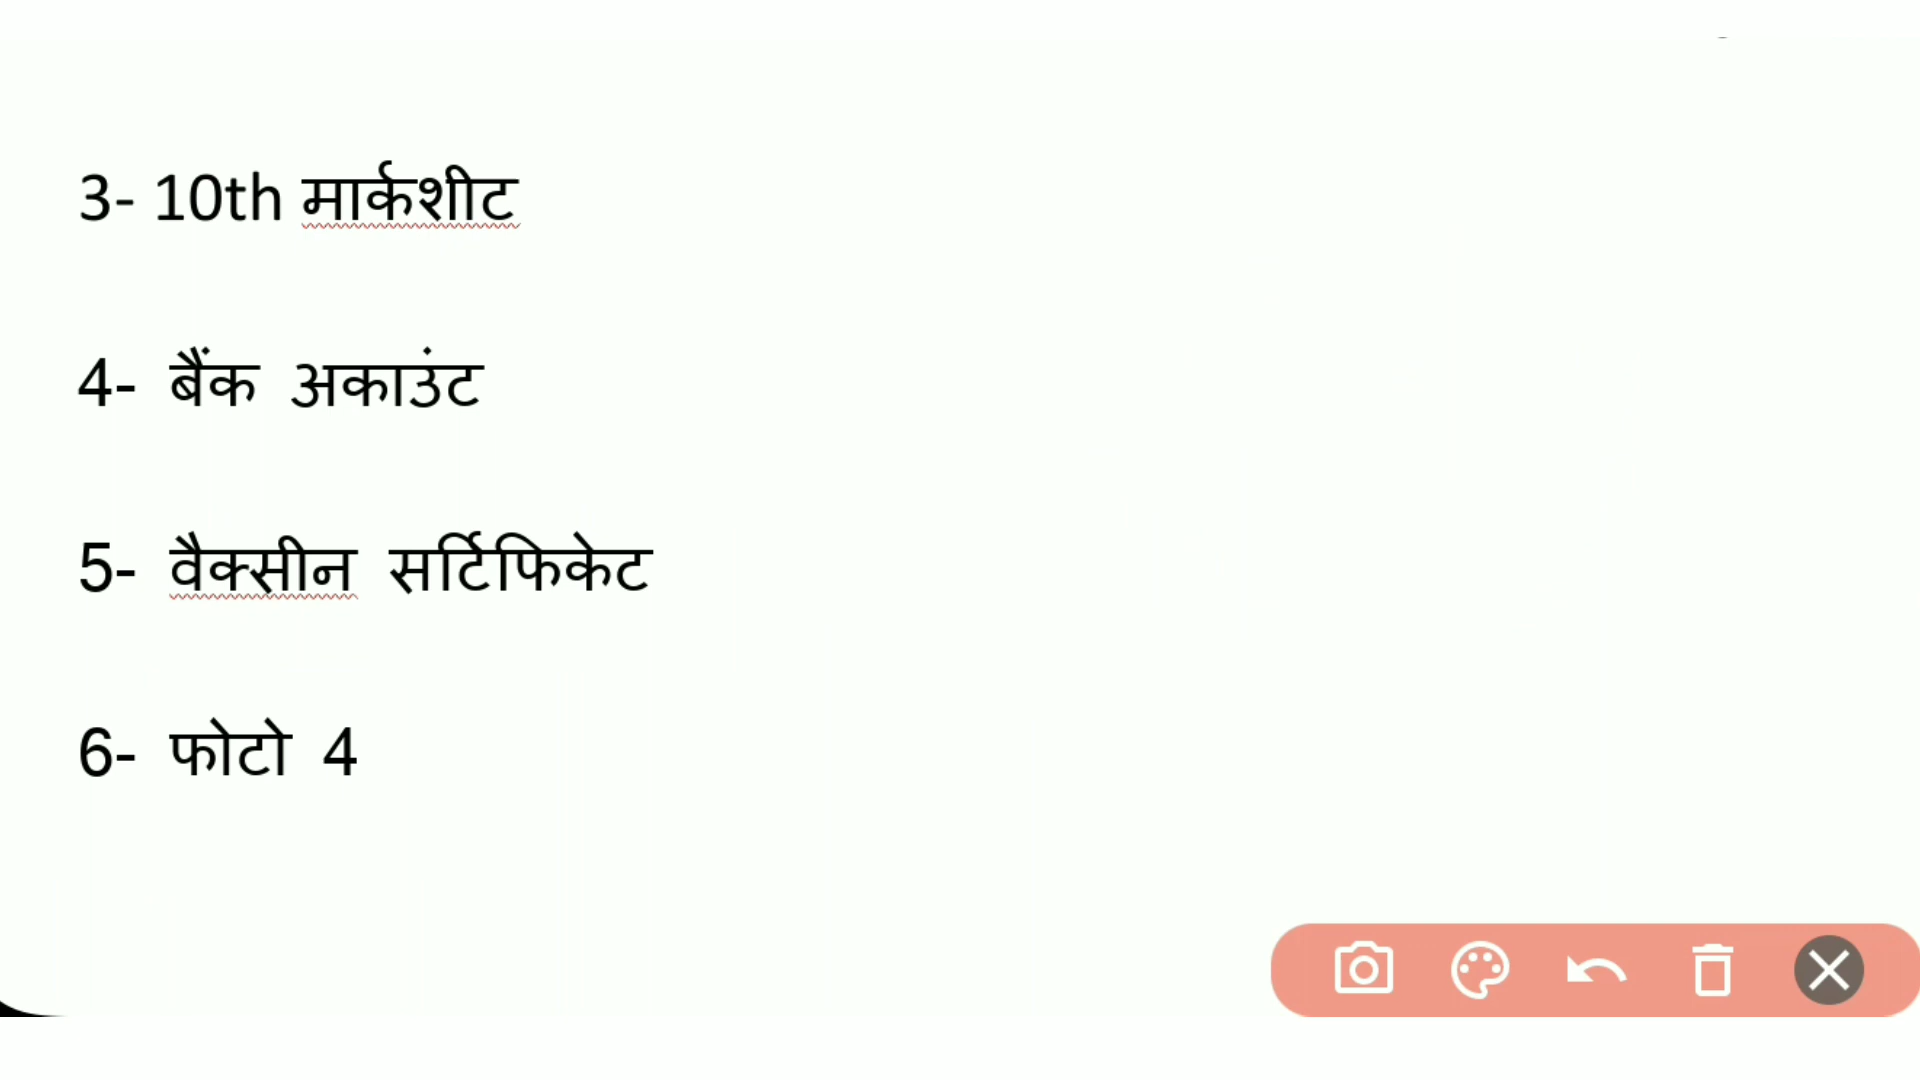 3- 10th मार्कशीट
4- बैंक अकाउंट
5- वैक्सीन सर्टिफिकेट
6- फोटो 4